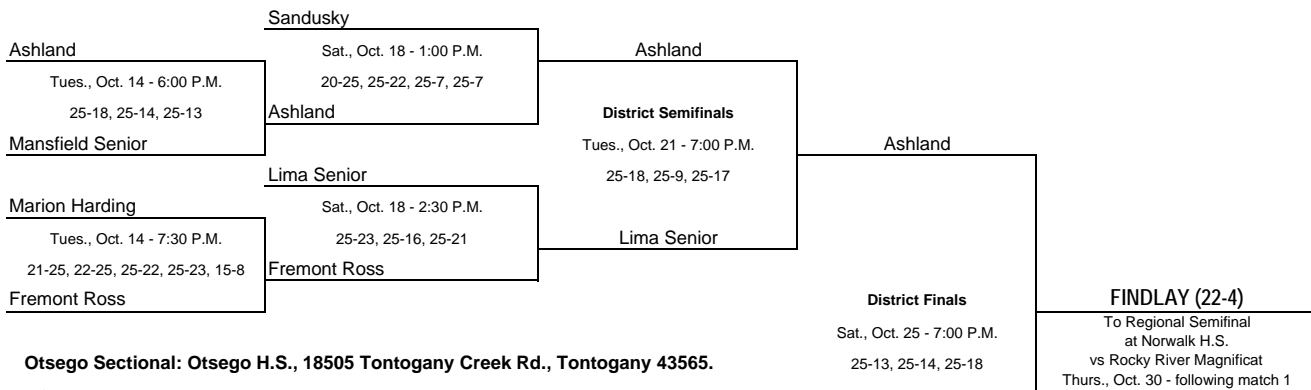 Sandusky
Ashland
Sat., Oct. 18 - 1:00 P.M.
Ashland
Tues., Oct. 14 - 6:00 P.M.
20-25, 25-22, 25-7, 25-7
25-18, 25-14, 25-13
Ashland
District Semifinals
Mansfield Senior
Tues., Oct. 21 - 7:00 P.M.
Ashland
Lima Senior
25-18, 25-9, 25-17
Marion Harding
Sat., Oct. 18 - 2:30 P.M.
Tues., Oct. 14 - 7:30 P.M.
25-23, 25-16, 25-21
Lima Senior
21-25, 22-25, 25-22, 25-23, 15-8
Fremont Ross
Fremont Ross
District Finals
FINDLAY (22-4)
To Regional Semifinal
Sat., Oct. 25 - 7:00 P.M.
at Norwalk H.S.
Otsego Sectional: Otsego H.S., 18505 Tontogany Creek Rd., Tontogany 43565.
25-13, 25-14, 25-18
vs Rocky River Magnificat
Thurs., Oct. 30 - following match 1